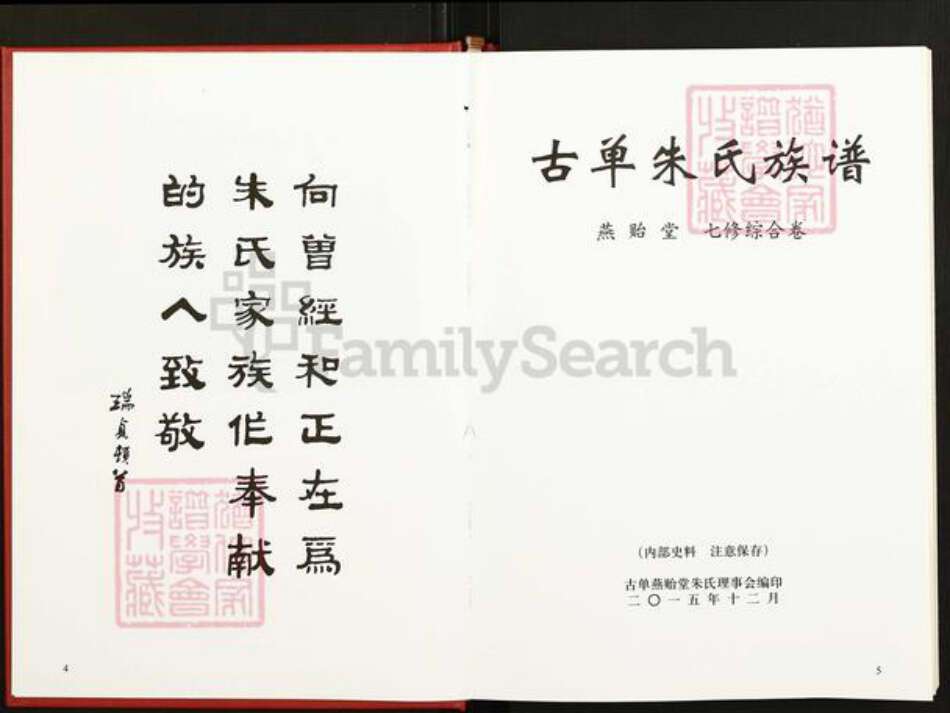 向曾經和正在爲
朱氏家族作奉献
的族人致敬
瑞
首
4
古单朱氏族谱
燕贻堂 七修綜合卷
(内部史料 注意保存)
古单燕贻堂朱氏理事会编印
二〇一五年十二月
5
FamilySearch